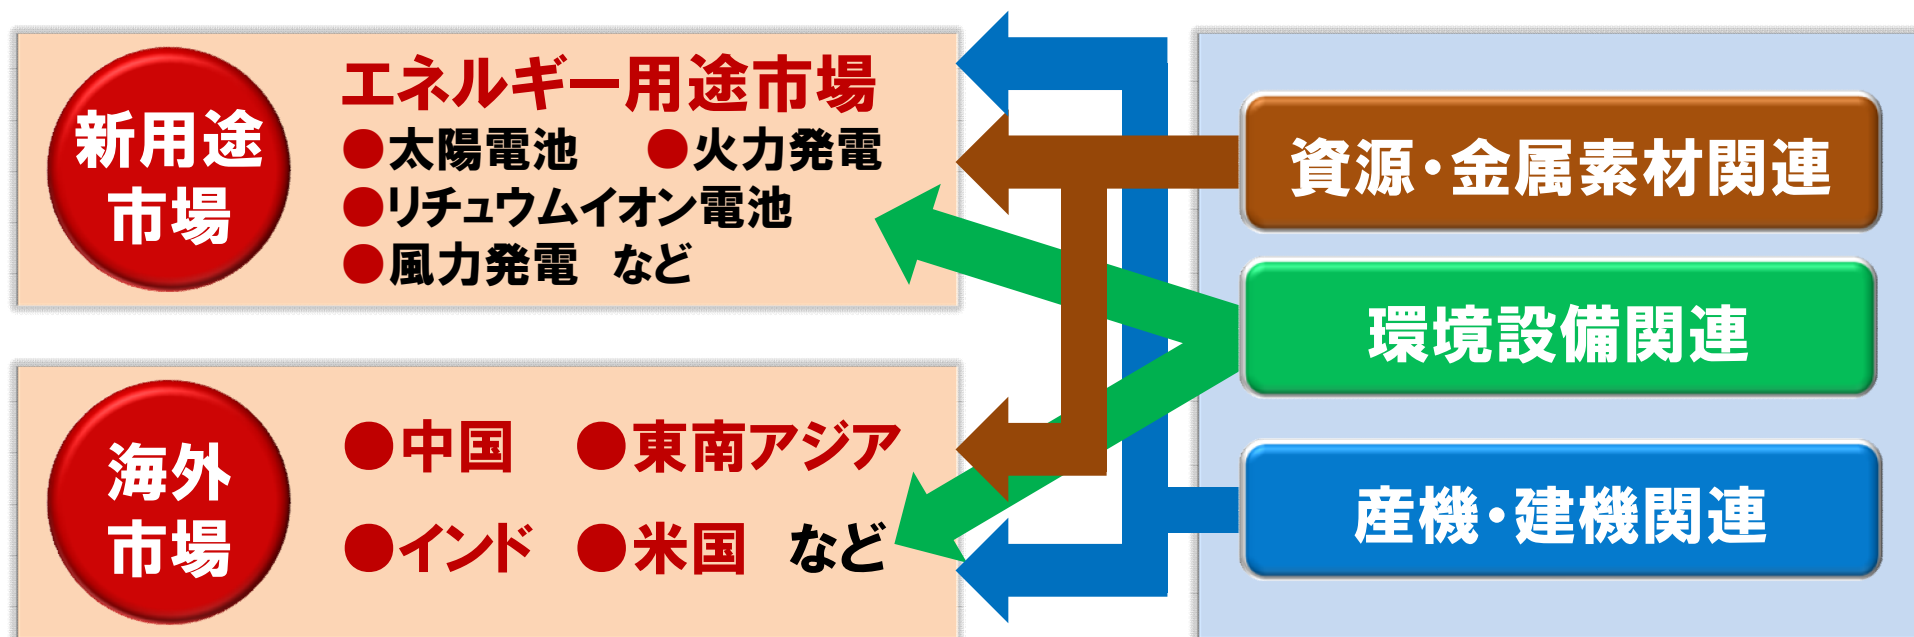 新用途
市場
エネルギー用途市場
●太陽電池　●火力発電
●リチュウムイオン電池
●風力発電　など
海外
市場
●中国　●東南アジア
●インド　●米国　など
資源・金属素材関連
環境設備関連
産機・建機関連